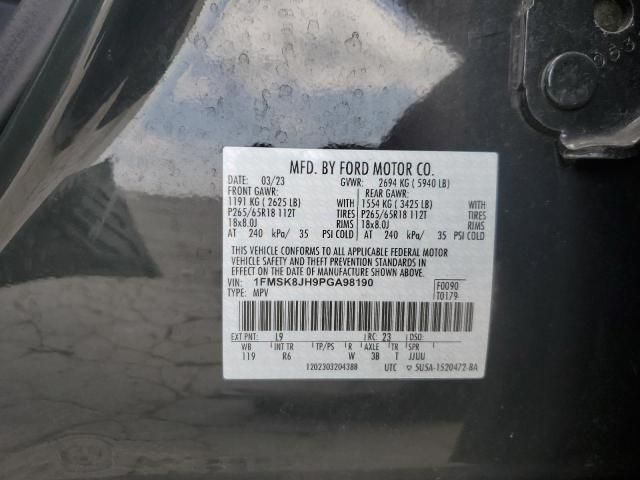 MFD. BY FORD MOTOR CO.
DATE: 03/23 GVWR: 2694 KG ( 5940 LB)
FRONT GAWR: REAR GAWR:
1191 KG ( 2625 LB) WITH 1554 KG ( 3425 LB) WITH
P265/65R18 112T TIRES P265/65R18 112T TIRES
18x8.0J RIMS 18x8.0J RIMS
AT 240 kPa/ 35 PSI COLD AT 240 kPa/ 35 PSI COLD
THIS VEHICLE CONFORMS TO ALL APPLICABLE FEDERAL MOTOR
VEHICLE SAFETY AND THEFT PREVENTION STANDARDS IN
EFFECT ON THE DATE OF MANUFACTURE SHOWN ABOVE.
VIN: 1FMSK8JH9PGA98190 F0090
TYPE: MPV T0179
EXT PNT: L9 RC: 23 DSO:
WB INT TR TP/PS R AXLE TR SPR
119 R6 W 3B T JJUU
1202303204388 UTC 5USA-1520472-BA